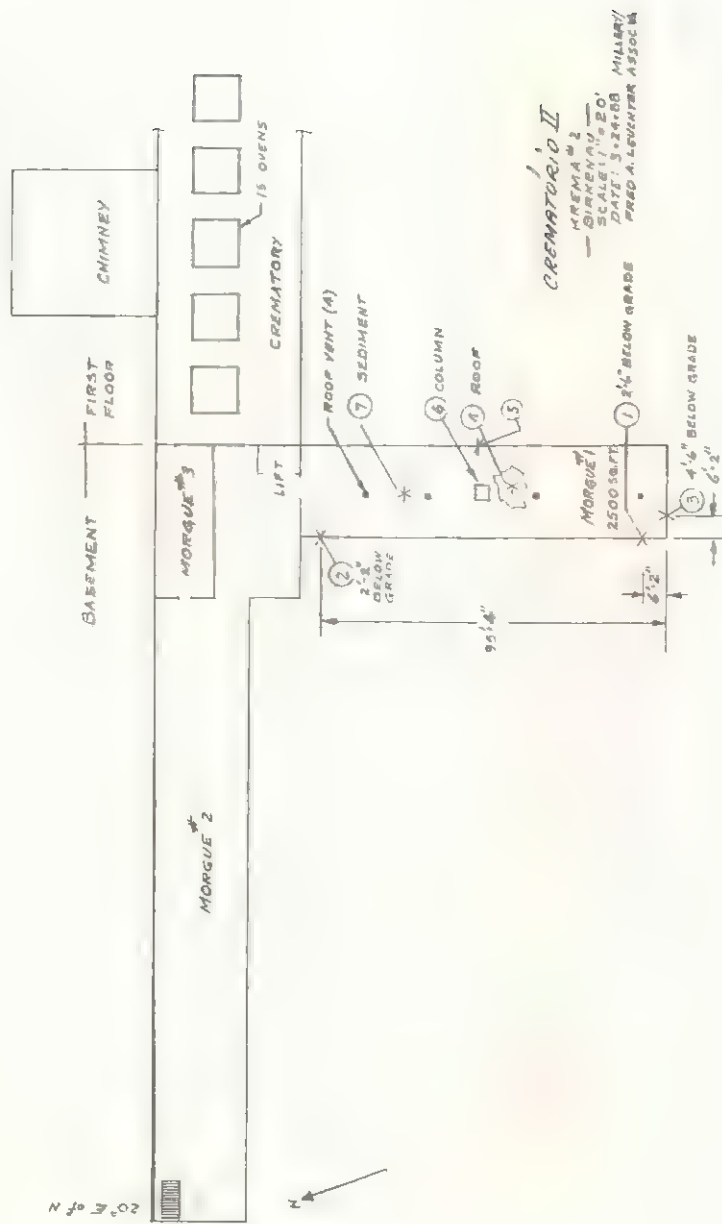 BASEMENT
FIRST
FLOOR
CHIMNEY
15 OVENS
CREMATORY
MORGUE #3
LIFT
MORGUE #2
20° E of N
N
ROOF VENT (4)
7 SEDIMENT
6 COLUMN
4 ROOF
5
MORGUE #1
2500 SQ. FT.
2
2'-2"
BELOW
GRADE
95'4"
6'2"
1 2'6" BELOW GRADE
3 4'6" BELOW GRADE
6'2"
CREMATORIO II
KREMA #2
— BIRKENAU —
SCALE: 1" = 20'
DATE: 3-24-88
FRED A. LEUCHTER ASSOC